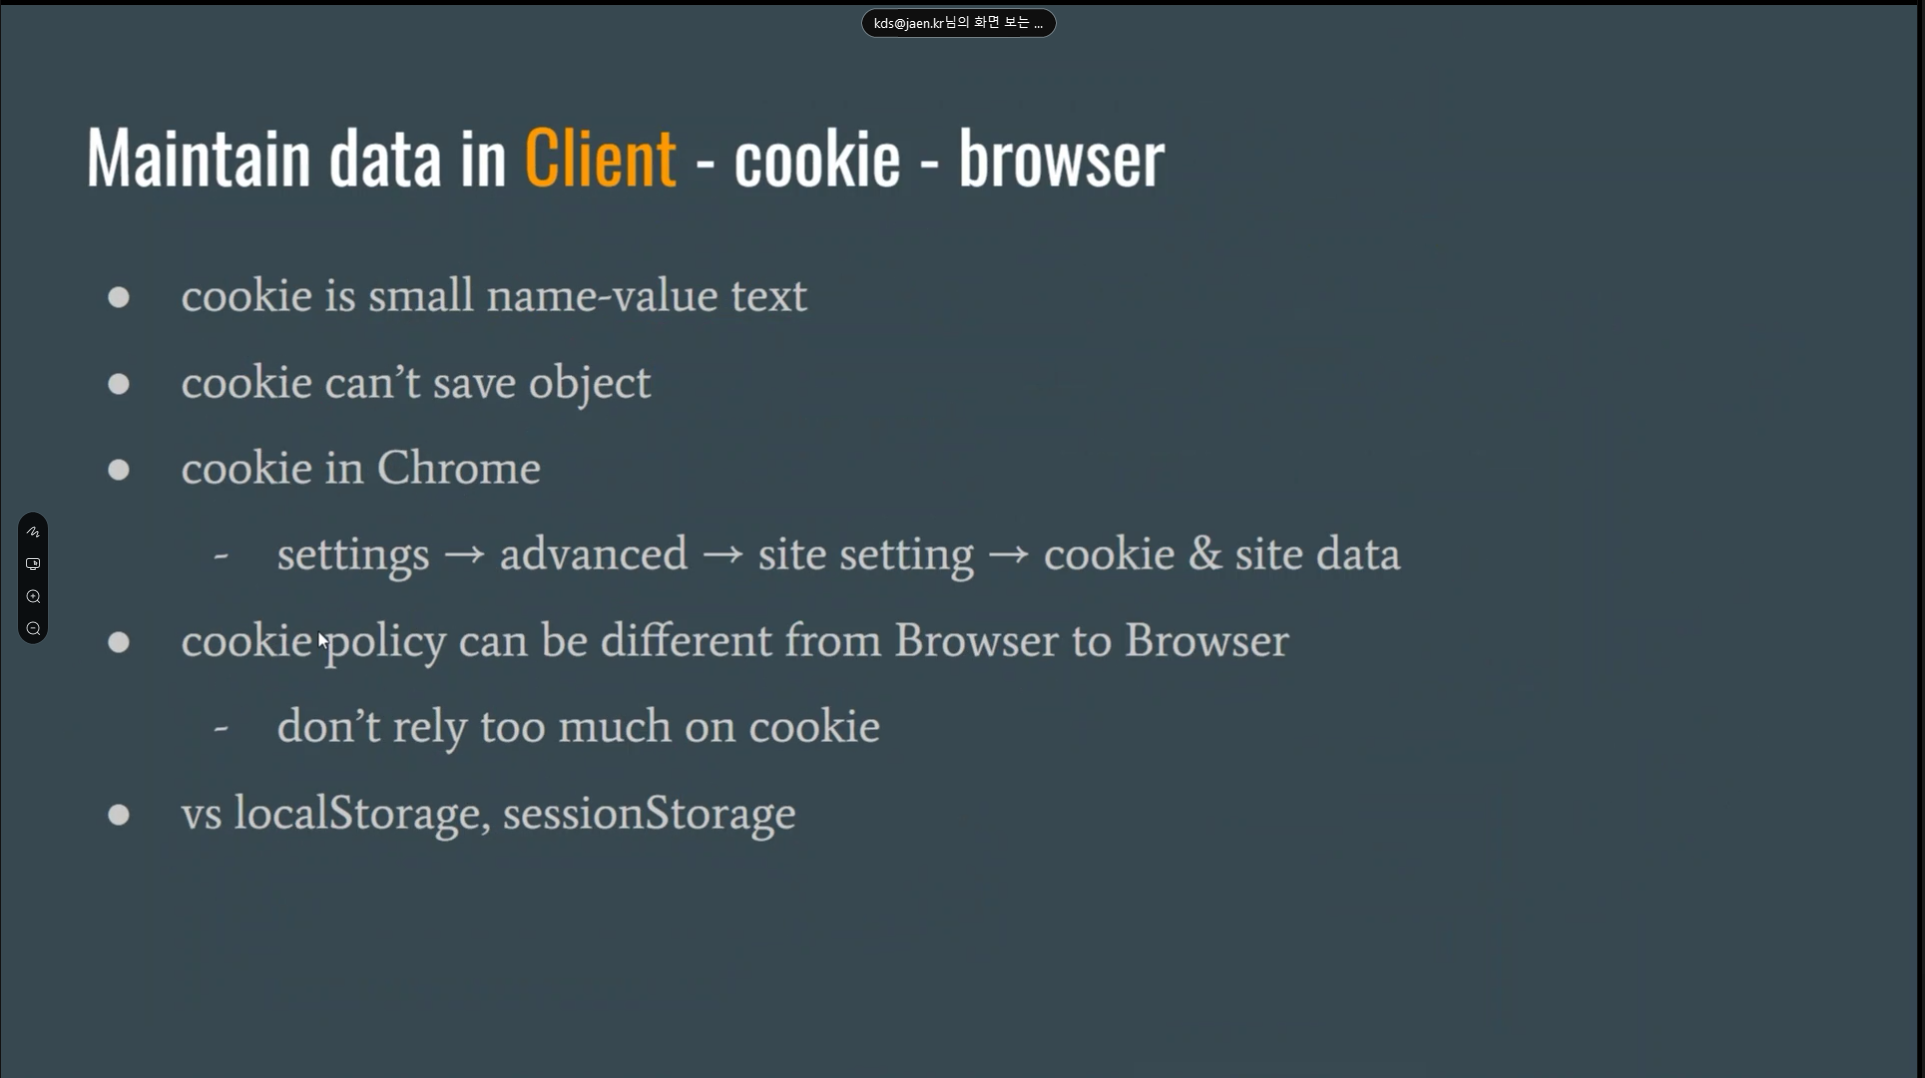 kds@jaen.kr님의 화면 보는 ...
Maintain data in Client - cookie - browser
● cookie is small name-value text
● cookie can’t save object
● cookie in Chrome
- settings → advanced → site setting → cookie & site data
● cookie policy can be different from Browser to Browser
- don’t rely too much on cookie
● vs localStorage, sessionStorage